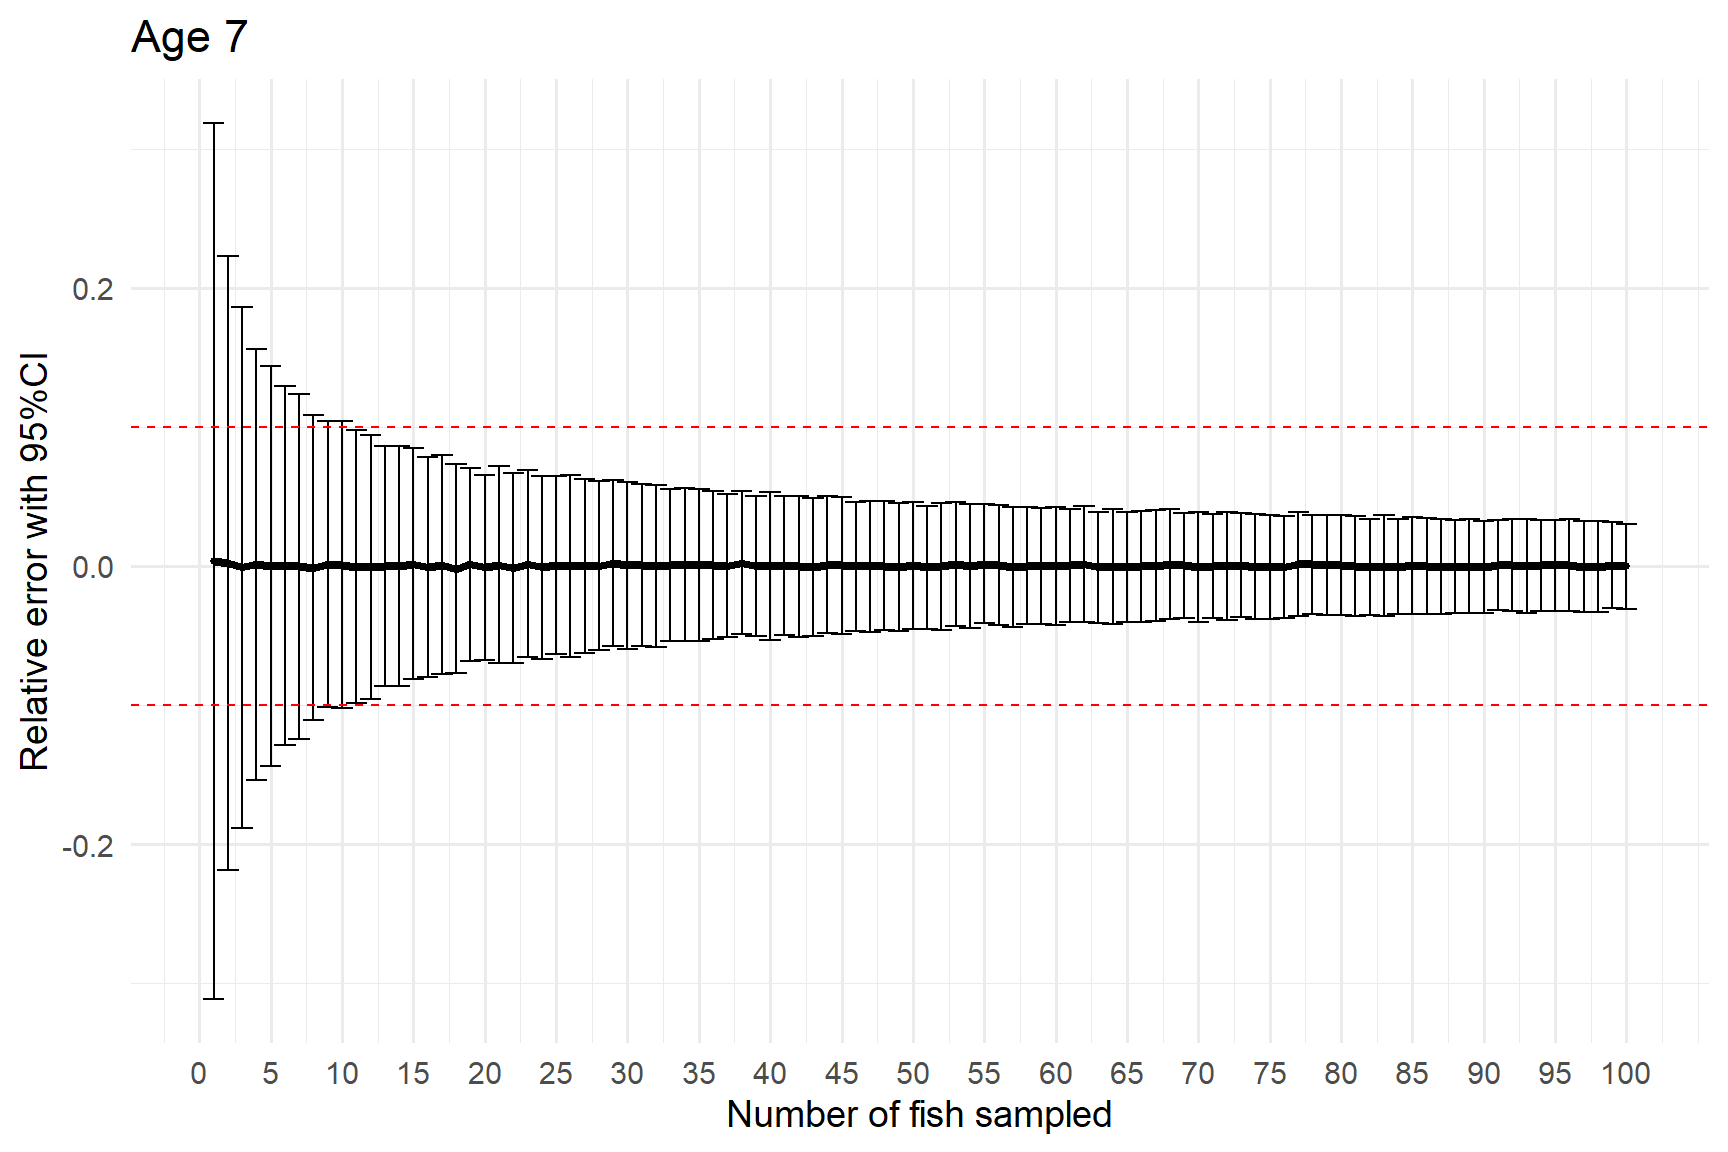 Age 7
Relative error with 95%CI
0.2
0.0
-0.2
0 5 10 15 20 25 30 35 40 45 50 55 60 65 70 75 80 85 90 95 100
Number of fish sampled